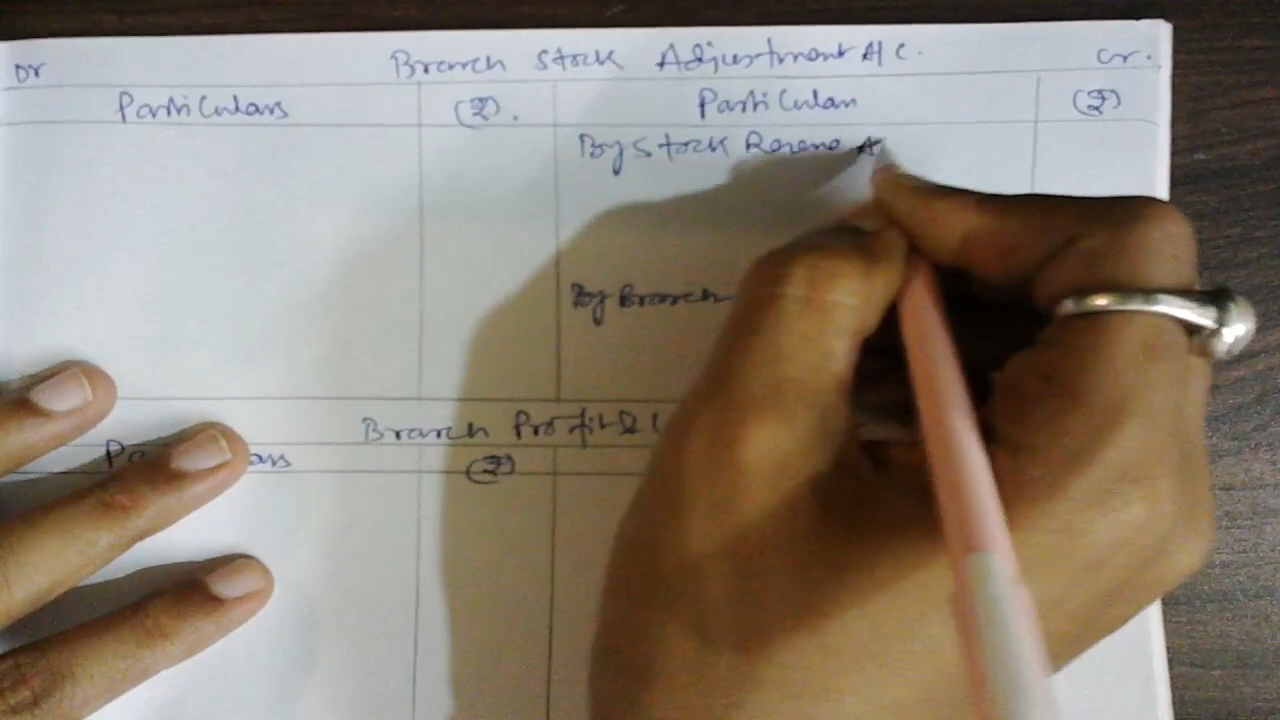 Dr Branch Stock Adjustment A/C. Cr.
Particulars (₹). Particulars (₹)
By Stock Reserve A
By Branch
Branch Profit & L
(₹)